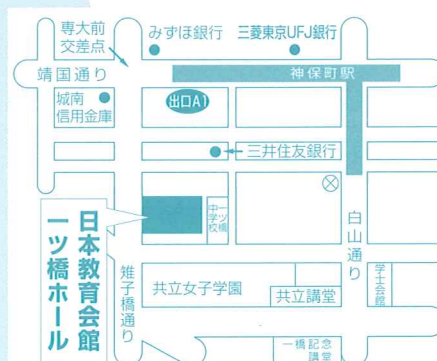 専大前
交差点
みずほ銀行
三菱東京UFJ銀行
靖国通り
神保町駅
城南
信用金庫
出口A1
三井住友銀行
一ツ橋
中学校
日本教育会館
一ツ橋ホール
雉子橋通り
白山通り
共立女子学園
共立講堂
学士会館
一橋記念
講堂